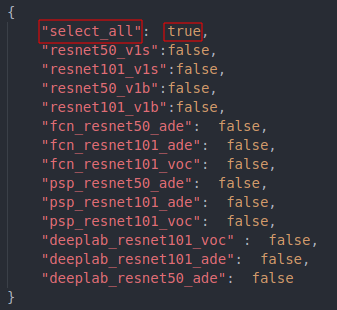 {
"select_all":  true,
"resnet50_v1s":false,
"resnet101_v1s":false,
"resnet50_v1b":false,
"resnet101_v1b":false,
"fcn_resnet50_ade":  false,
"fcn_resnet101_ade":  false,
"fcn_resnet101_voc":  false,
"psp_resnet50_ade":  false,
"psp_resnet101_ade":  false,
"psp_resnet101_voc":  false,
"deeplab_resnet101_voc" :  false,
"deeplab_resnet101_ade":  false,
"deeplab_resnet50_ade":  false
}